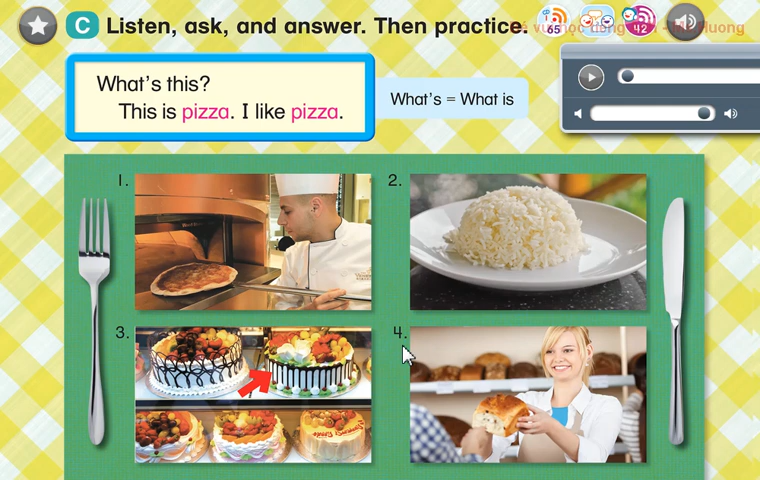 C Listen, ask, and answer. Then practice.
CD
65
42
What's this?
This is pizza. I like pizza.
What's = What is
1.
2.
3.
4.